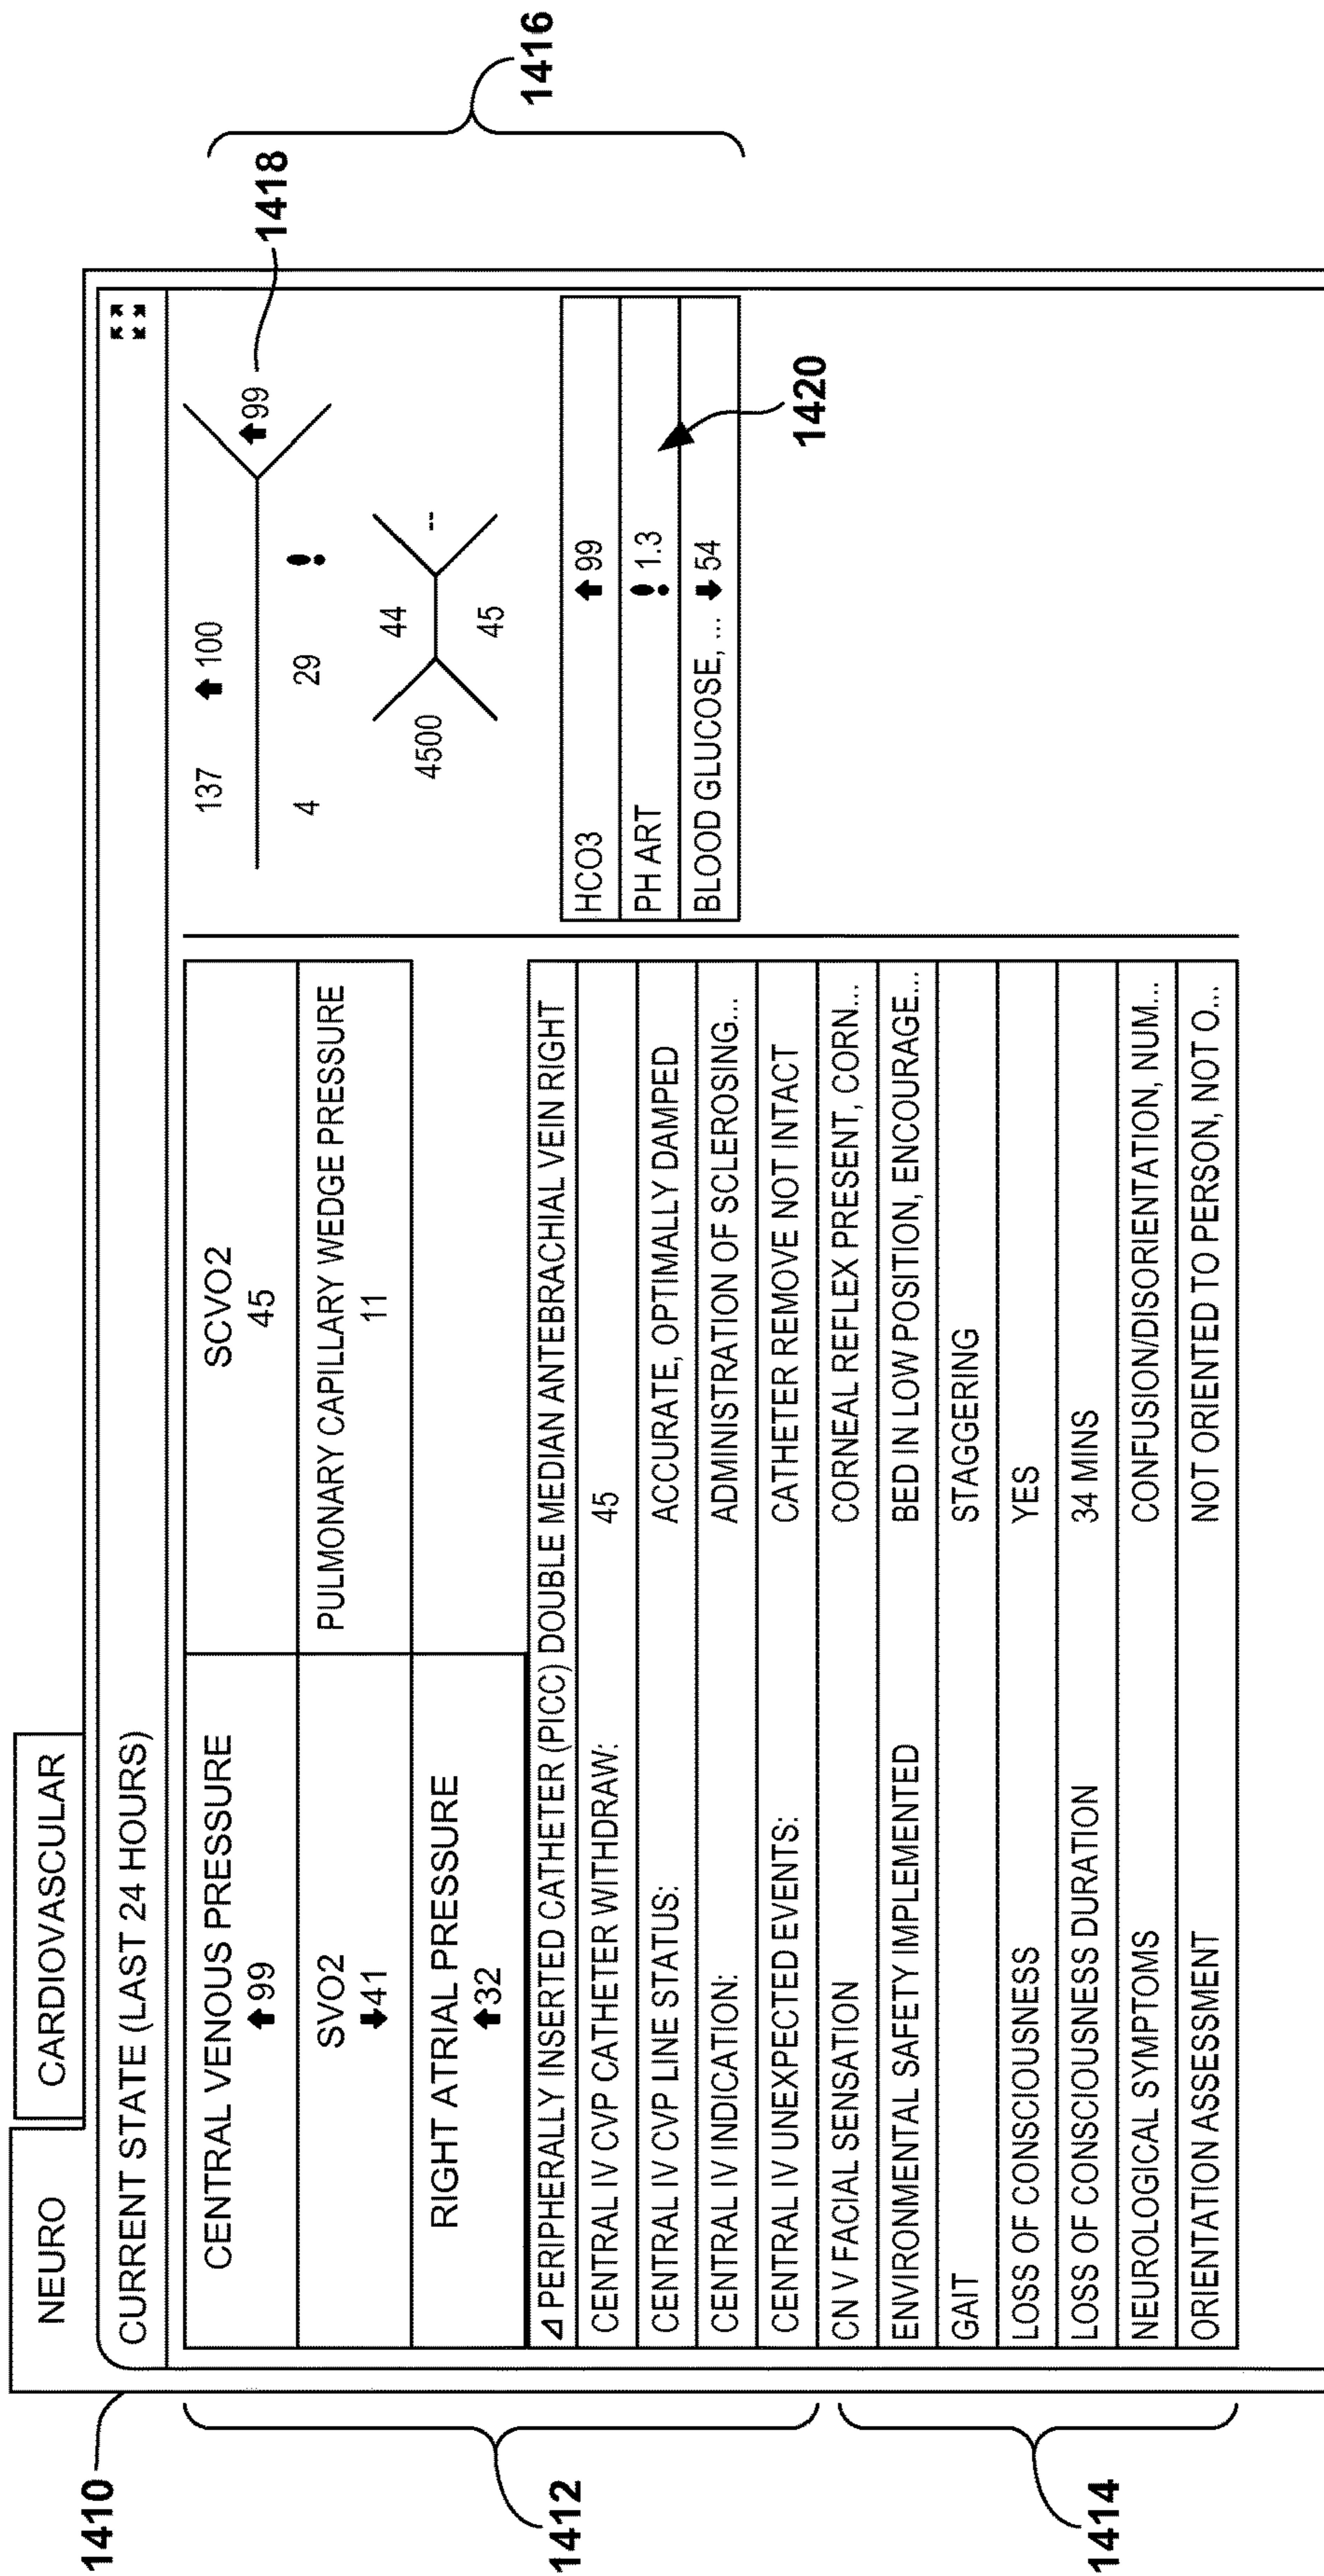 NEURO
CARDIOVASCULAR
1410
CURRENT STATE (LAST 24 HOURS)
CENTRAL VENOUS PRESSURE
⬆99
SCVO2
45
SVO2
⬇41
PULMONARY CAPILLARY WEDGE PRESSURE
11
RIGHT ATRIAL PRESSURE
⬆32
1412
PERIPHERALLY INSERTED CATHETER (PICC) DOUBLE MEDIAN ANTEBRACHIAL VEIN RIGHT
CENTRAL IV CVP CATHETER WITHDRAW: 45
CENTRAL IV CVP LINE STATUS: ACCURATE, OPTIMALLY DAMPED
CENTRAL IV INDICATION: ADMINISTRATION OF SCLEROSING...
CENTRAL IV UNEXPECTED EVENTS: CATHETER REMOVE NOT INTACT
CN V FACIAL SENSATION CORNEAL REFLEX PRESENT, CORN...
ENVIRONMENTAL SAFETY IMPLEMENTED BED IN LOW POSITION, ENCOURAGE...
GAIT STAGGERING
LOSS OF CONSCIOUSNESS YES
LOSS OF CONSCIOUSNESS DURATION 34 MINS
NEUROLOGICAL SYMPTOMS CONFUSION/DISORIENTATION, NUM...
ORIENTATION ASSESSMENT NOT ORIENTED TO PERSON, NOT O...
1414
137 ⬆100
⬆99
4 29 !
1418
44
4500 --
45
1416
HCO3 ⬆99
PH ART ! 1.3
BLOOD GLUCOSE, ... ⬇54
1420